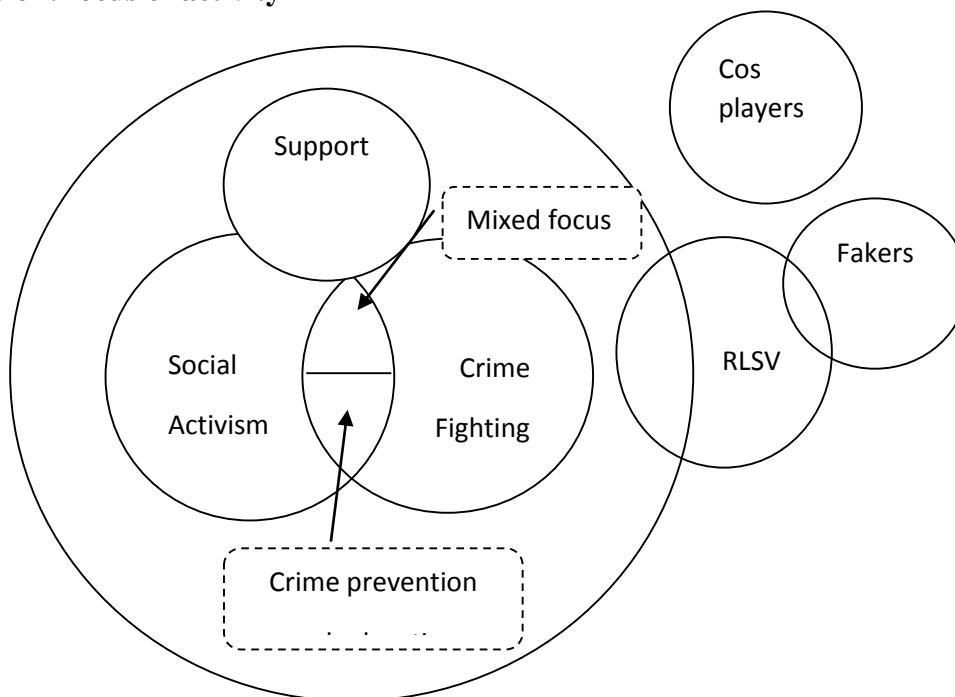 Cos
players
Support
Mixed focus
Fakers
Social
Activism
Crime
Fighting
RLSV
Crime prevention